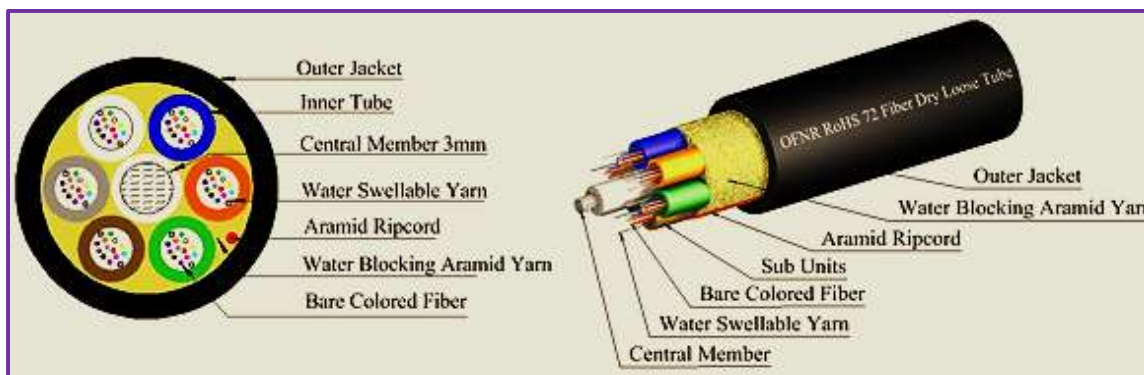 Outer Jacket
Inner Tube
Central Member 3mm
Water Swellable Yarn
Aramid Ripcord
Water Blocking Aramid Yarn
Bare Colored Fiber
OFNR RoHS 72 Fiber Dry Loose Tube
Outer Jacket
Water Blocking Aramid Yarn
Aramid Ripcord
Sub Units
Bare Colored Fiber
Water Swellable Yarn
Central Member